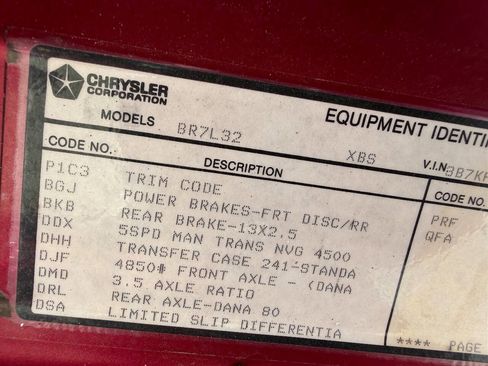 CHRYSLER
CORPORATION
EQUIPMENT IDENTI
MODELS BR7L32 XBS V.I.N.
CODE NO. DESCRIPTION CODE NO.
P1C3 TRIM CODE
BGJ POWER BRAKES-FRT DISC/RR
BKB REAR BRAKE-13X2.5
DDX 5SPD MAN TRANS NVG 4500
DHH TRANSFER CASE 241-STANDA
DJF 4850# FRONT AXLE - (DANA
DMD 3.5 AXLE RATIO
DRL REAR AXLE-DANA 80
DSA LIMITED SLIP DIFFERENTIA
PRF
QFA
**** PAGE